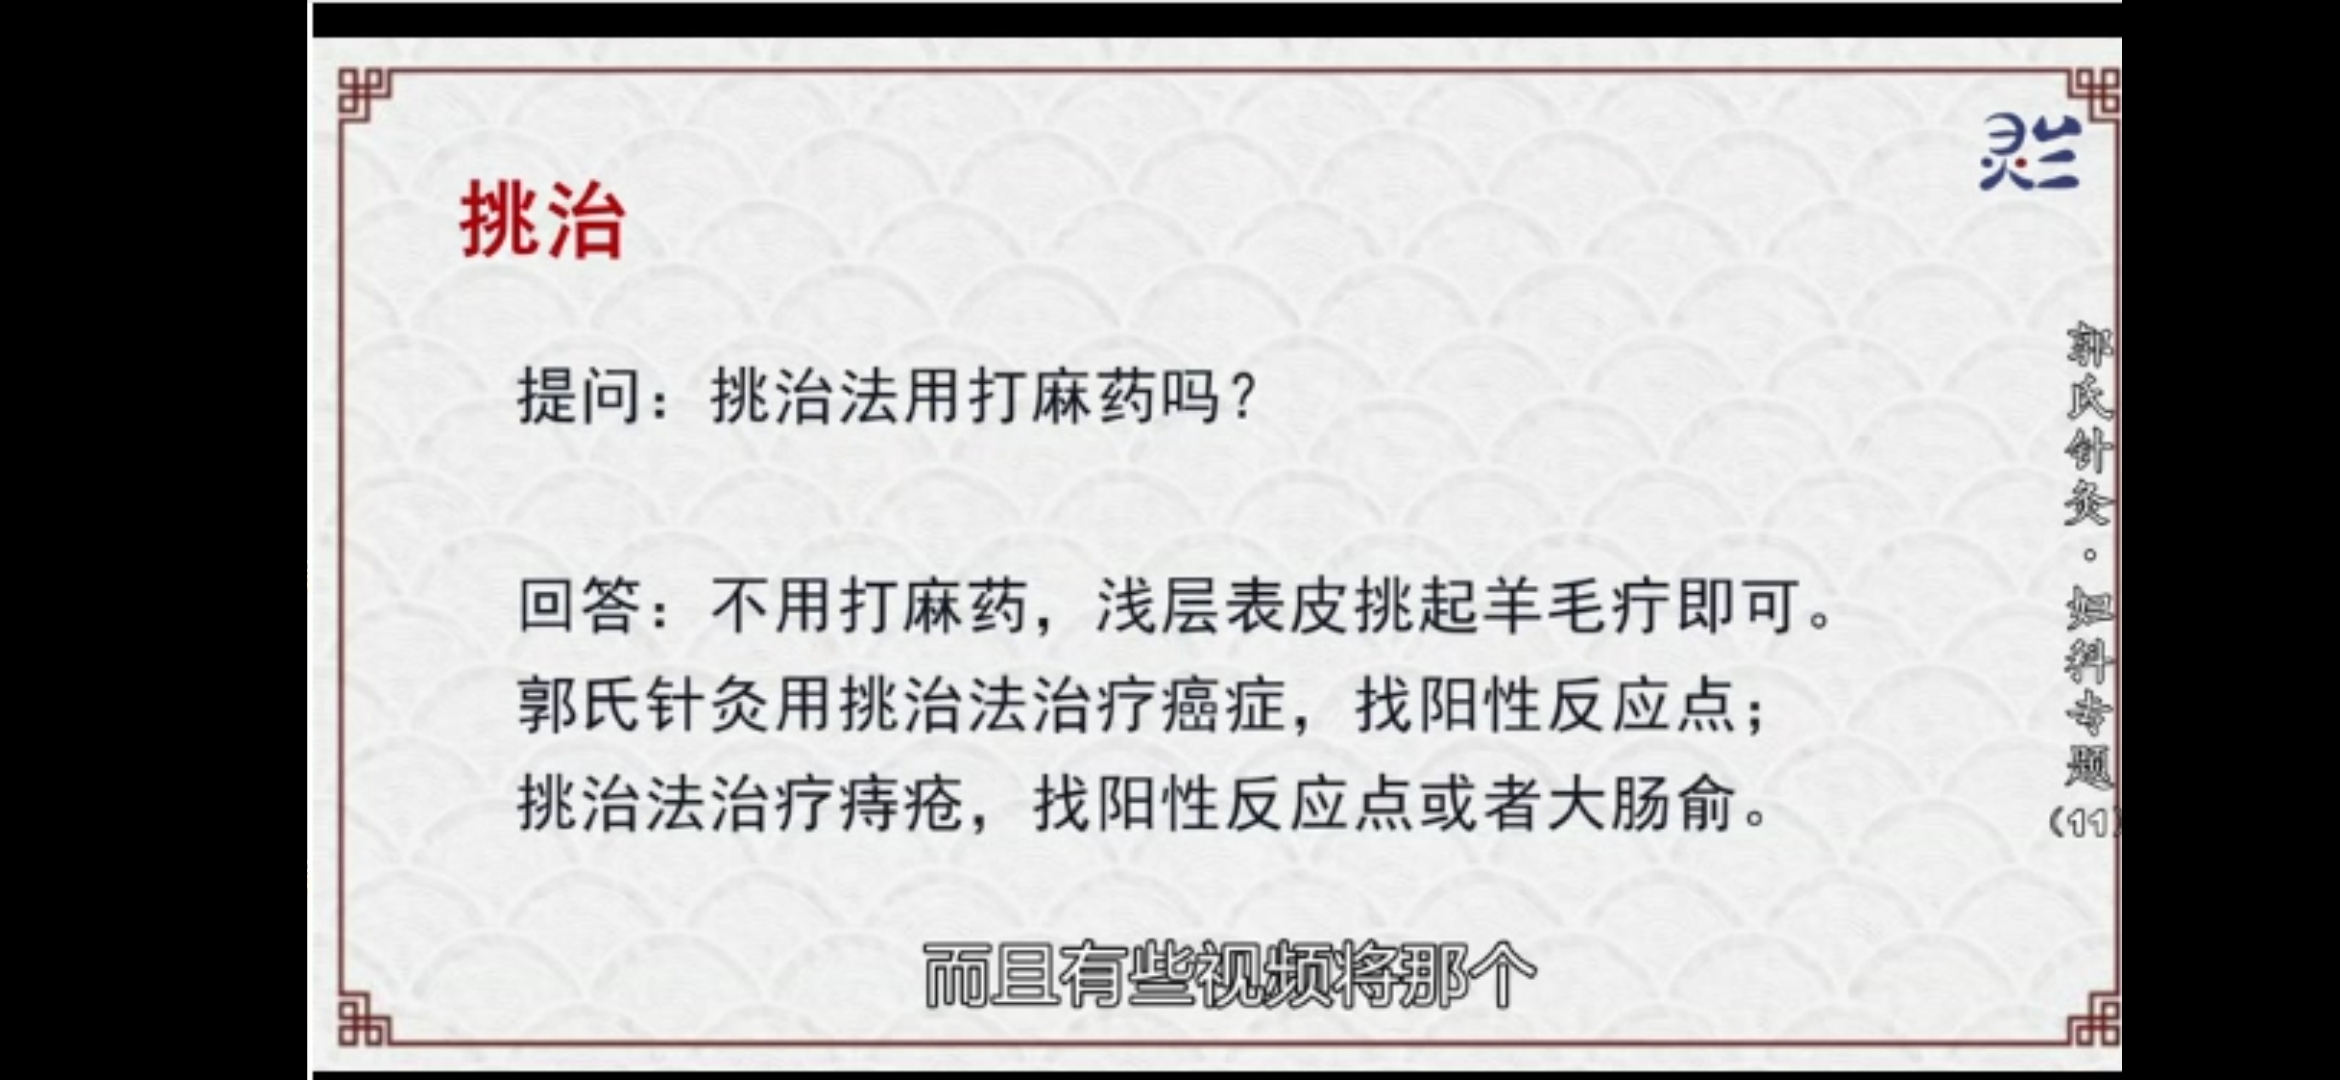 灵兰
挑治
提问：挑治法用打麻药吗？
回答：不用打麻药，浅层表皮挑起羊毛疔即可。
郭氏针灸用挑治法治疗癌症，找阳性反应点；
挑治法治疗痔疮，找阳性反应点或者大肠俞。
郭氏针灸·妇科专题(11)
而且有些视频将那个